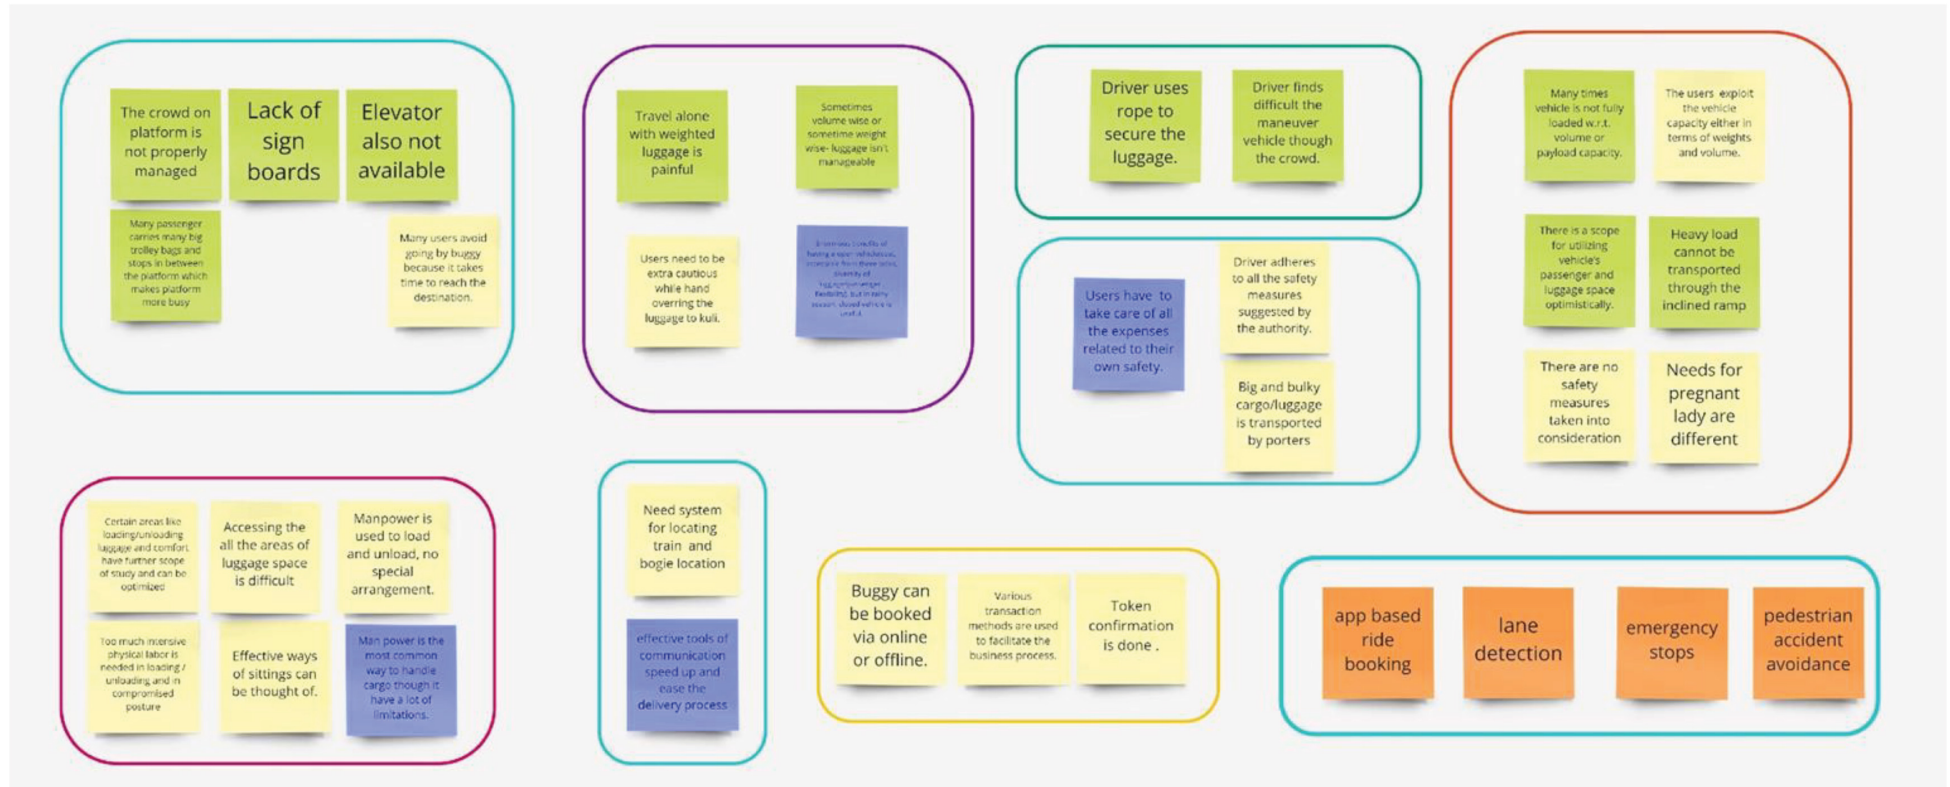 The crowd on
platform is
not properly
managed
Lack of
sign
boards
Elevator
also not
available
Many passenger
carries many big
trolley bags and
stops in between
the platform which
makes platform
more busy
Many users avoid
going by buggy
because it takes
time to reach the
destination.
Travel alone
with weighted
luggage is
painful
Sometimes
volume wise or
sometime weight
wise- luggage isn't
manageable
Users need to be
extra cautious
while hand
overring the
luggage to kuli.
benefits of
having
season, closed vehicle is
useful.
Driver uses
rope to
secure the
luggage.
Driver finds
difficult the
maneuver
vehicle though
the crowd.
Users have to
take care of all
the expenses
related to their
own safety.
Driver adheres
to all the safety
measures
suggested by
the authority.
Big and bulky
cargo/luggage
is transported
by porters
Many times
vehicle is not fully
loaded w.r.t.
volume or
payload capacity.
The users exploit
the vehicle
capacity either in
terms of weights
and volume.
There is a scope
for utilizing
vehicle's
passenger and
luggage space
optimistically.
Heavy load
cannot be
transported
through the
inclined ramp
There are no
safety
measures
taken into
consideration
Needs for
pregnant
lady are
different
Certain areas like
loading/unloading
luggage and comfort
have further scope
of study and can be
optimized
Accessing the
all the areas of
luggage space
is difficult
Manpower is
used to load
and unload, no
special
arrangement.
Too much intensive
physical labor is
needed in loading /
unloading and in
compromised
posture
Effective ways
of sittings can
be thought of.
Man power is the
most common
way to handle
cargo though it
have a lot of
limitations.
Need system
for locating
train and
bogie location
effective tools of
communication
speed up and
ease the
delivery process
Buggy can
be booked
via online
or offline.
Various
transaction
methods are used
to facilitate the
business process.
Token
confirmation
is done .
app based
ride
booking
lane
detection
emergency
stops
pedestrian
accident
avoidance